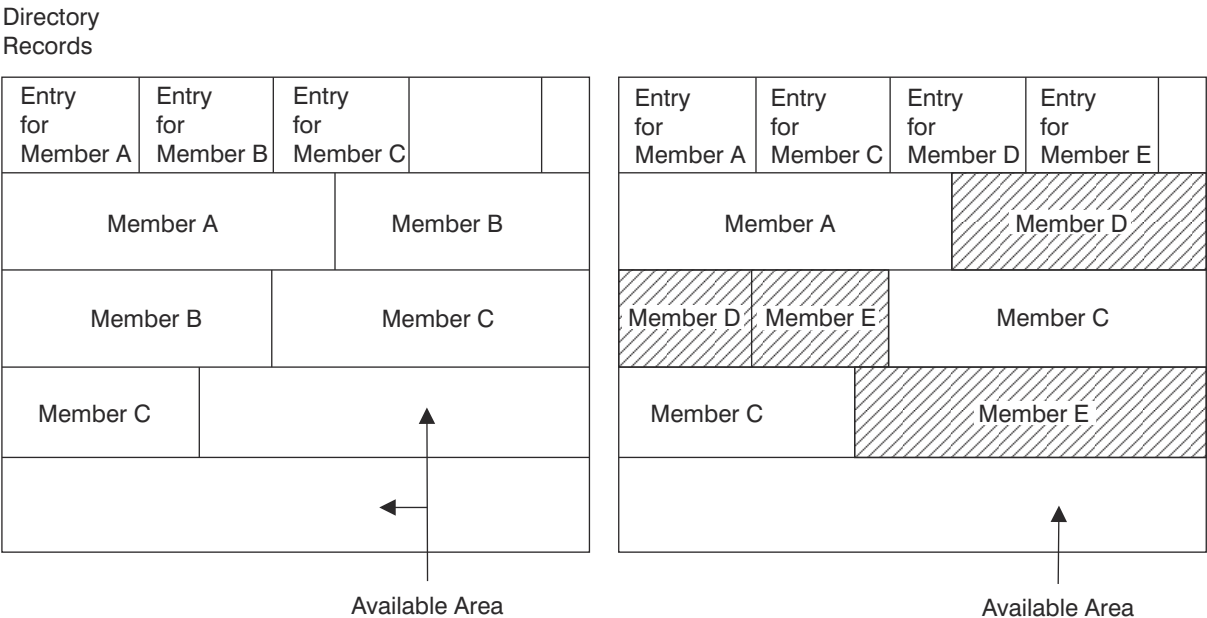 Directory
Records
Entry
for
Member A
Entry
for
Member B
Entry
for
Member C
Member A
Member B
Member B
Member C
Member C
Available Area
Entry
for
Member A
Entry
for
Member C
Entry
for
Member D
Entry
for
Member E
Member A
Member D
Member D
Member E
Member C
Member C
Member E
Available Area